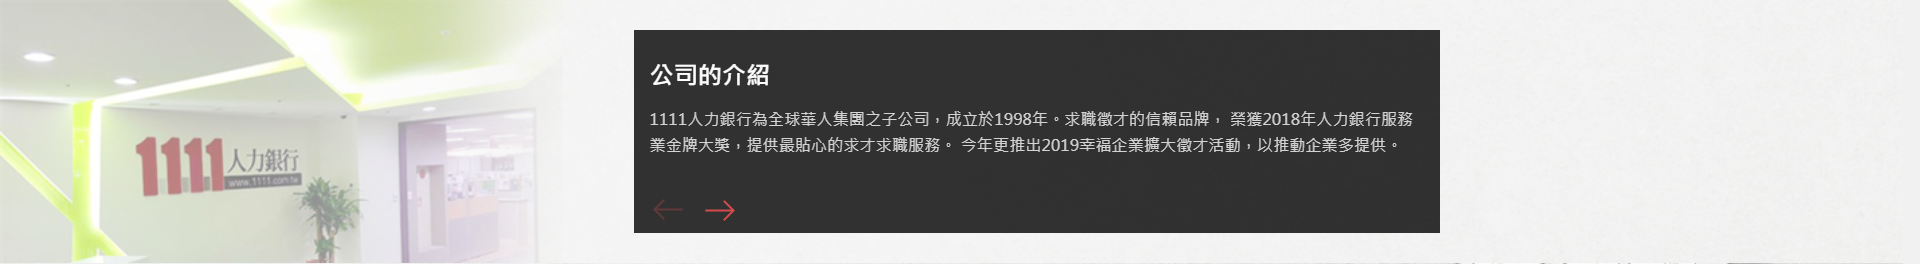 1111人力銀行
www.1111.com.tw
公司的介紹
1111人力銀行為全球華人集團之子公司，成立於1998年。求職徵才的信賴品牌， 榮獲2018年人力銀行服務
業金牌大獎，提供最貼心的求才求職服務。 今年更推出2019幸福企業擴大徵才活動，以推動企業多提供。